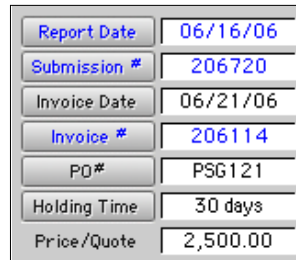 Report Date 06/16/06
Submission # 206720
Invoice Date 06/21/06
Invoice # 206114
PO# PSG121
Holding Time 30 days
Price/Quote 2,500.00